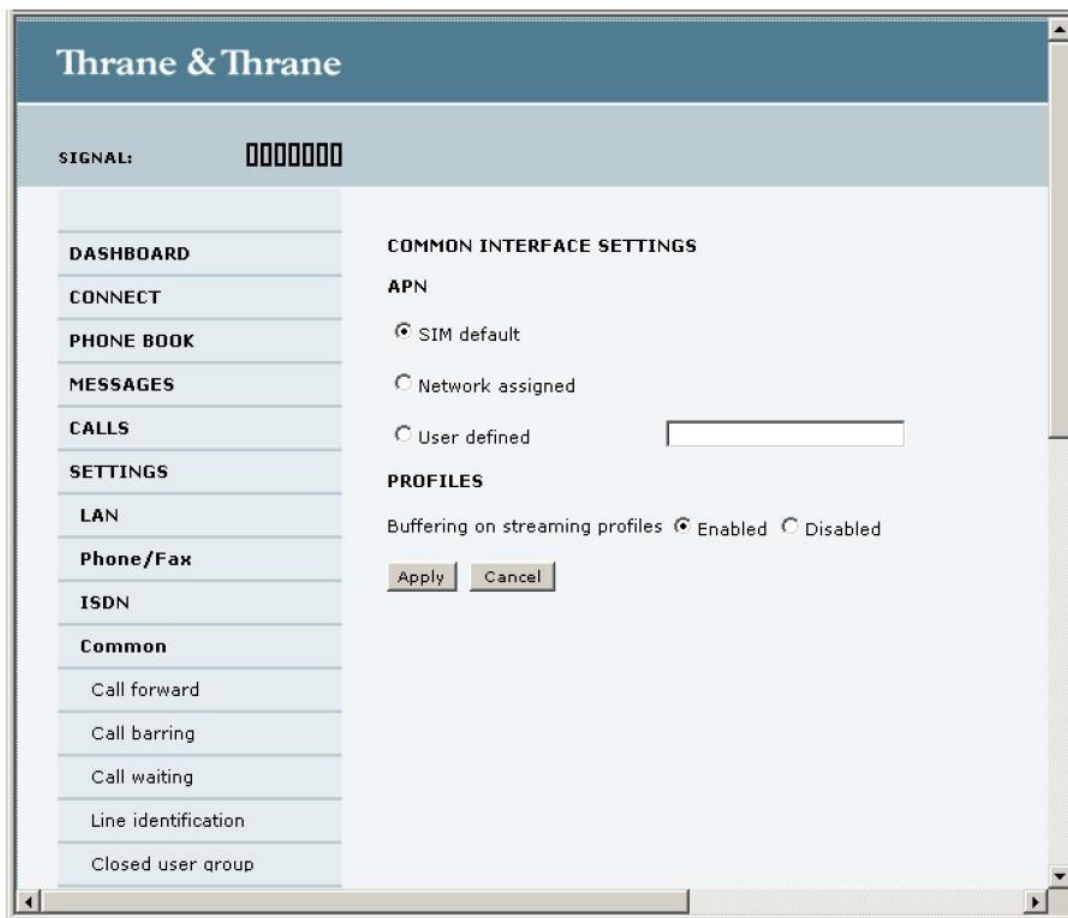 Thrane & Thrane
SIGNAL:
DASHBOARD
CONNECT
PHONE BOOK
MESSAGES
CALLS
SETTINGS
LAN
Phone/Fax
ISDN
Common
Call forward
Call barring
Call waiting
Line identification
Closed user group
COMMON INTERFACE SETTINGS
APN
SIM default
Network assigned
User defined
PROFILES
Buffering on streaming profiles Enabled Disabled
Apply Cancel